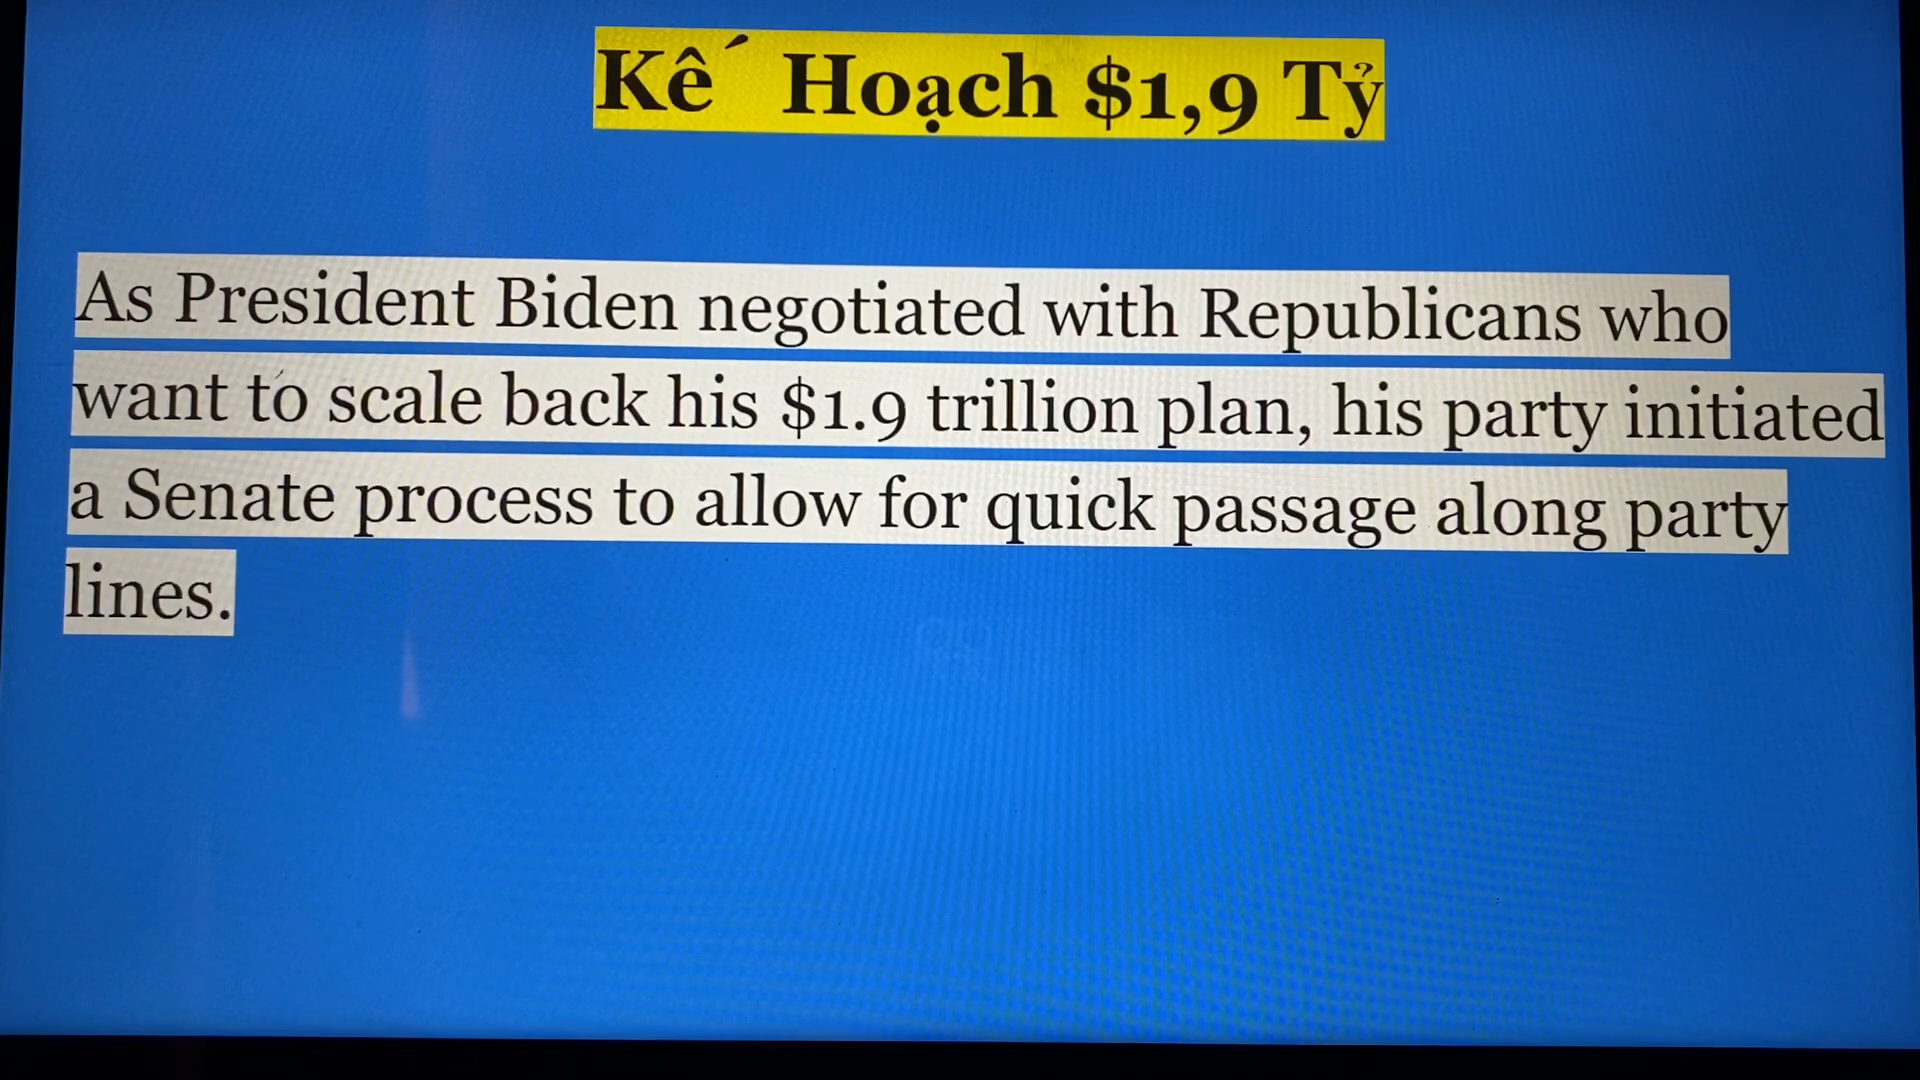 Kế Hoạch $1,9 Tỷ
As President Biden negotiated with Republicans who
want to scale back his $1.9 trillion plan, his party initiated
a Senate process to allow for quick passage along party
lines.